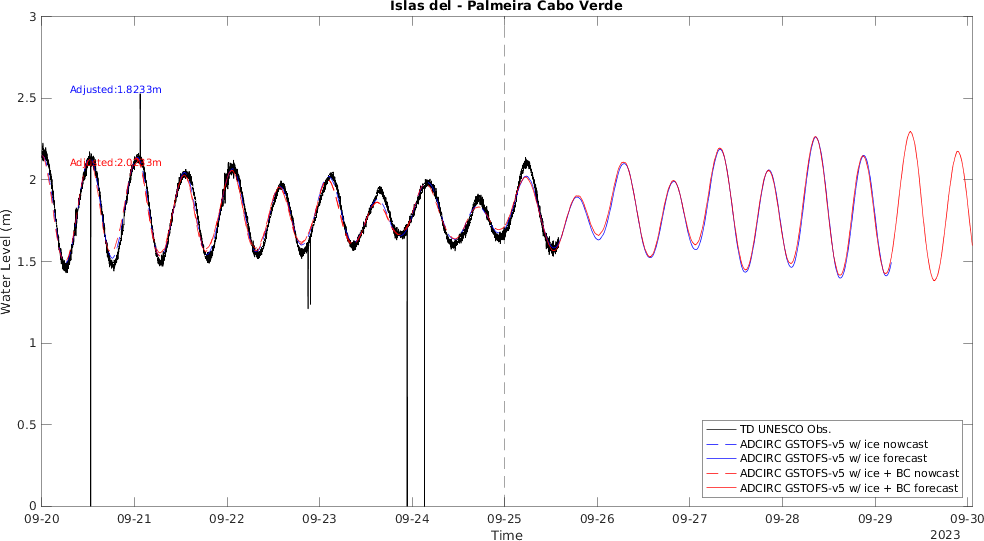 Islas del - Palmeira Cabo Verde
3
2.5
2
1.5
1
0.5
0
Water Level (m)
Adjusted:1.8233m
09-20
09-21
09-22
09-23
09-24
09-25
09-26
09-27
09-28
09-29
09-30
Time
2023
TD UNESCO Obs.
ADCIRC GSTOFS-v5 w/ ice nowcast
ADCIRC GSTOFS-v5 w/ ice forecast
ADCIRC GSTOFS-v5 w/ ice + BC nowcast
ADCIRC GSTOFS-v5 w/ ice + BC forecast